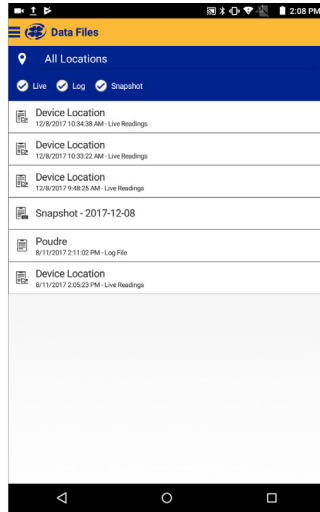 2:08 PM
Data Files
All Locations
Live Log Snapshot
Device Location
12/8/2017 10:34:38 AM - Live Readings
Device Location
12/8/2017 10:33:22 AM - Live Readings
Device Location
12/8/2017 9:48:25 AM - Live Readings
Snapshot - 2017-12-08
Poudre
8/11/2017 2:11:02 PM - Log File
Device Location
8/11/2017 2:05:23 PM - Live Readings